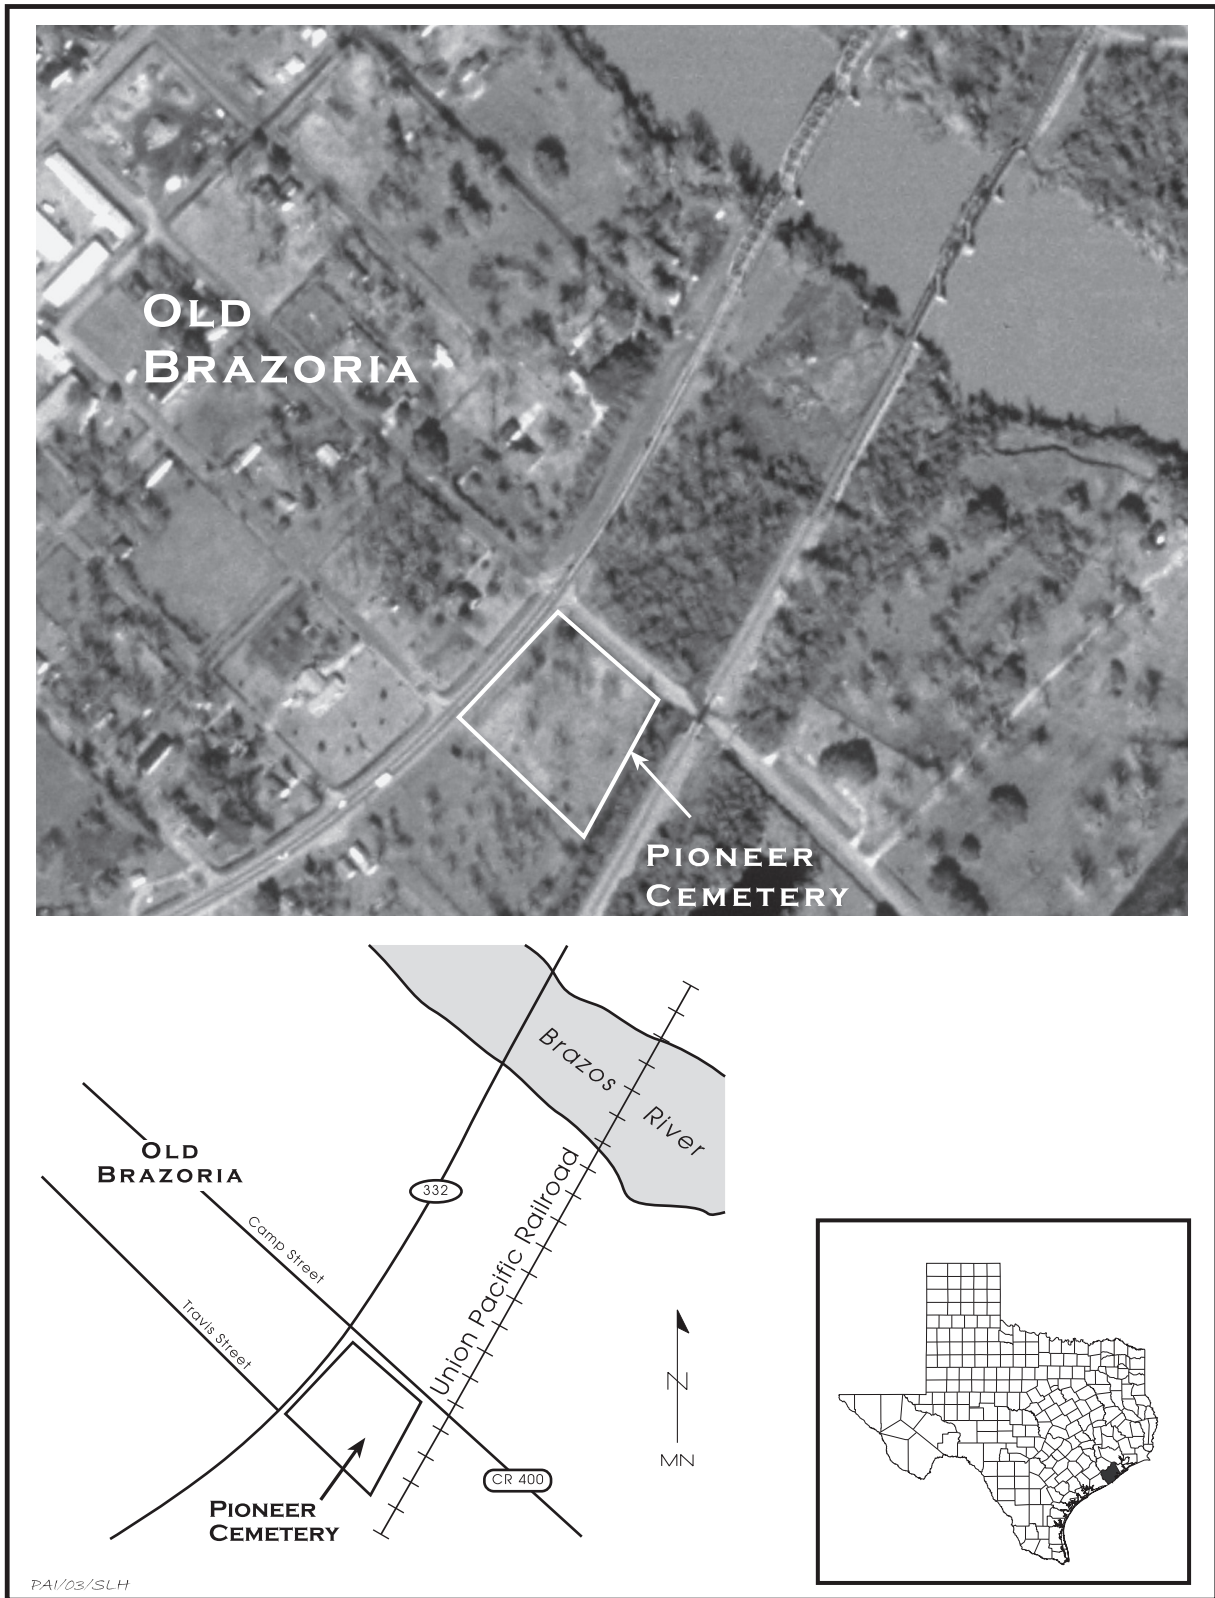 OLD
BRAZORIA
PIONEER
CEMETERY
Brazos
River
OLD
BRAZORIA
332
Camp Street
Union Pacific Railroad
Travis Street
N
MN
CR 400
PIONEER
CEMETERY
PAI/03/SLH